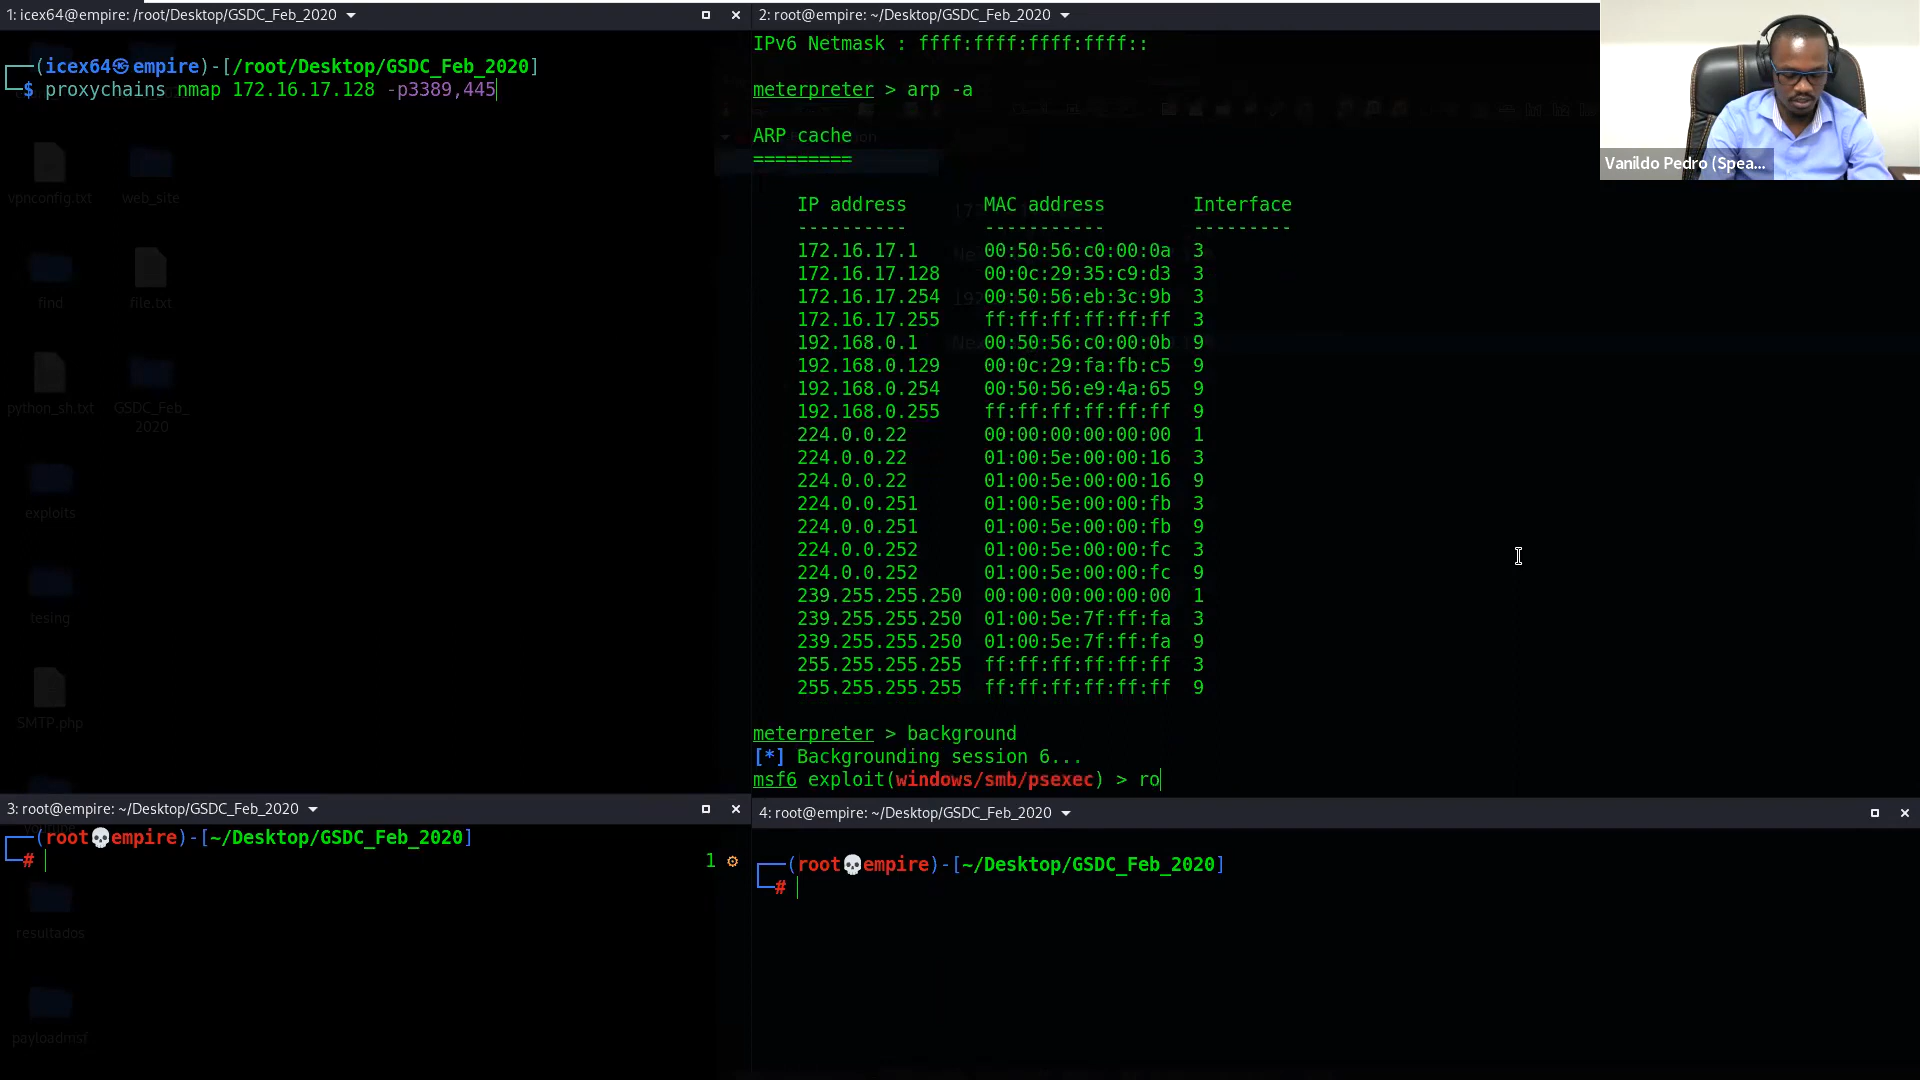 1: icex64@empire: /root/Desktop/GSDC_Feb_2020
┌──(icex64㉿empire)-[/root/Desktop/GSDC_Feb_2020]
└─$ proxychains nmap 172.16.17.128 -p3389,445
vpnconfig.txt
web_site
find
file.txt
python_sh.txt
GSDC_Feb_
2020
exploits
tesing
SMTP.php
2: root@empire: ~/Desktop/GSDC_Feb_2020
IPv6 Netmask : ffff:ffff:ffff:ffff::
meterpreter > arp -a
ARP cache
=========
IP address MAC address Interface
---------- ----------- ---------
172.16.17.1 00:50:56:c0:00:0a 3
172.16.17.128 00:0c:29:35:c9:d3 3
172.16.17.254 00:50:56:eb:3c:9b 3
172.16.17.255 ff:ff:ff:ff:ff:ff 3
192.168.0.1 00:50:56:c0:00:0b 9
192.168.0.129 00:0c:29:fa:fb:c5 9
192.168.0.254 00:50:56:e9:4a:65 9
192.168.0.255 ff:ff:ff:ff:ff:ff 9
224.0.0.22 00:00:00:00:00:00 1
224.0.0.22 01:00:5e:00:00:16 3
224.0.0.22 01:00:5e:00:00:16 9
224.0.0.251 01:00:5e:00:00:fb 3
224.0.0.251 01:00:5e:00:00:fb 9
224.0.0.252 01:00:5e:00:00:fc 3
224.0.0.252 01:00:5e:00:00:fc 9
239.255.255.250 00:00:00:00:00:00 1
239.255.255.250 01:00:5e:7f:ff:fa 3
239.255.255.250 01:00:5e:7f:ff:fa 9
255.255.255.255 ff:ff:ff:ff:ff:ff 3
255.255.255.255 ff:ff:ff:ff:ff:ff 9
meterpreter > background
[*] Backgrounding session 6...
msf6 exploit(windows/smb/psexec) > ro
Vanildo Pedro (Spea...
3: root@empire: ~/Desktop/GSDC_Feb_2020
┌──(root💀empire)-[~/Desktop/GSDC_Feb_2020]
└─#
1 ⚙
resultados
payloadmsf
4: root@empire: ~/Desktop/GSDC_Feb_2020
┌──(root💀empire)-[~/Desktop/GSDC_Feb_2020]
└─#